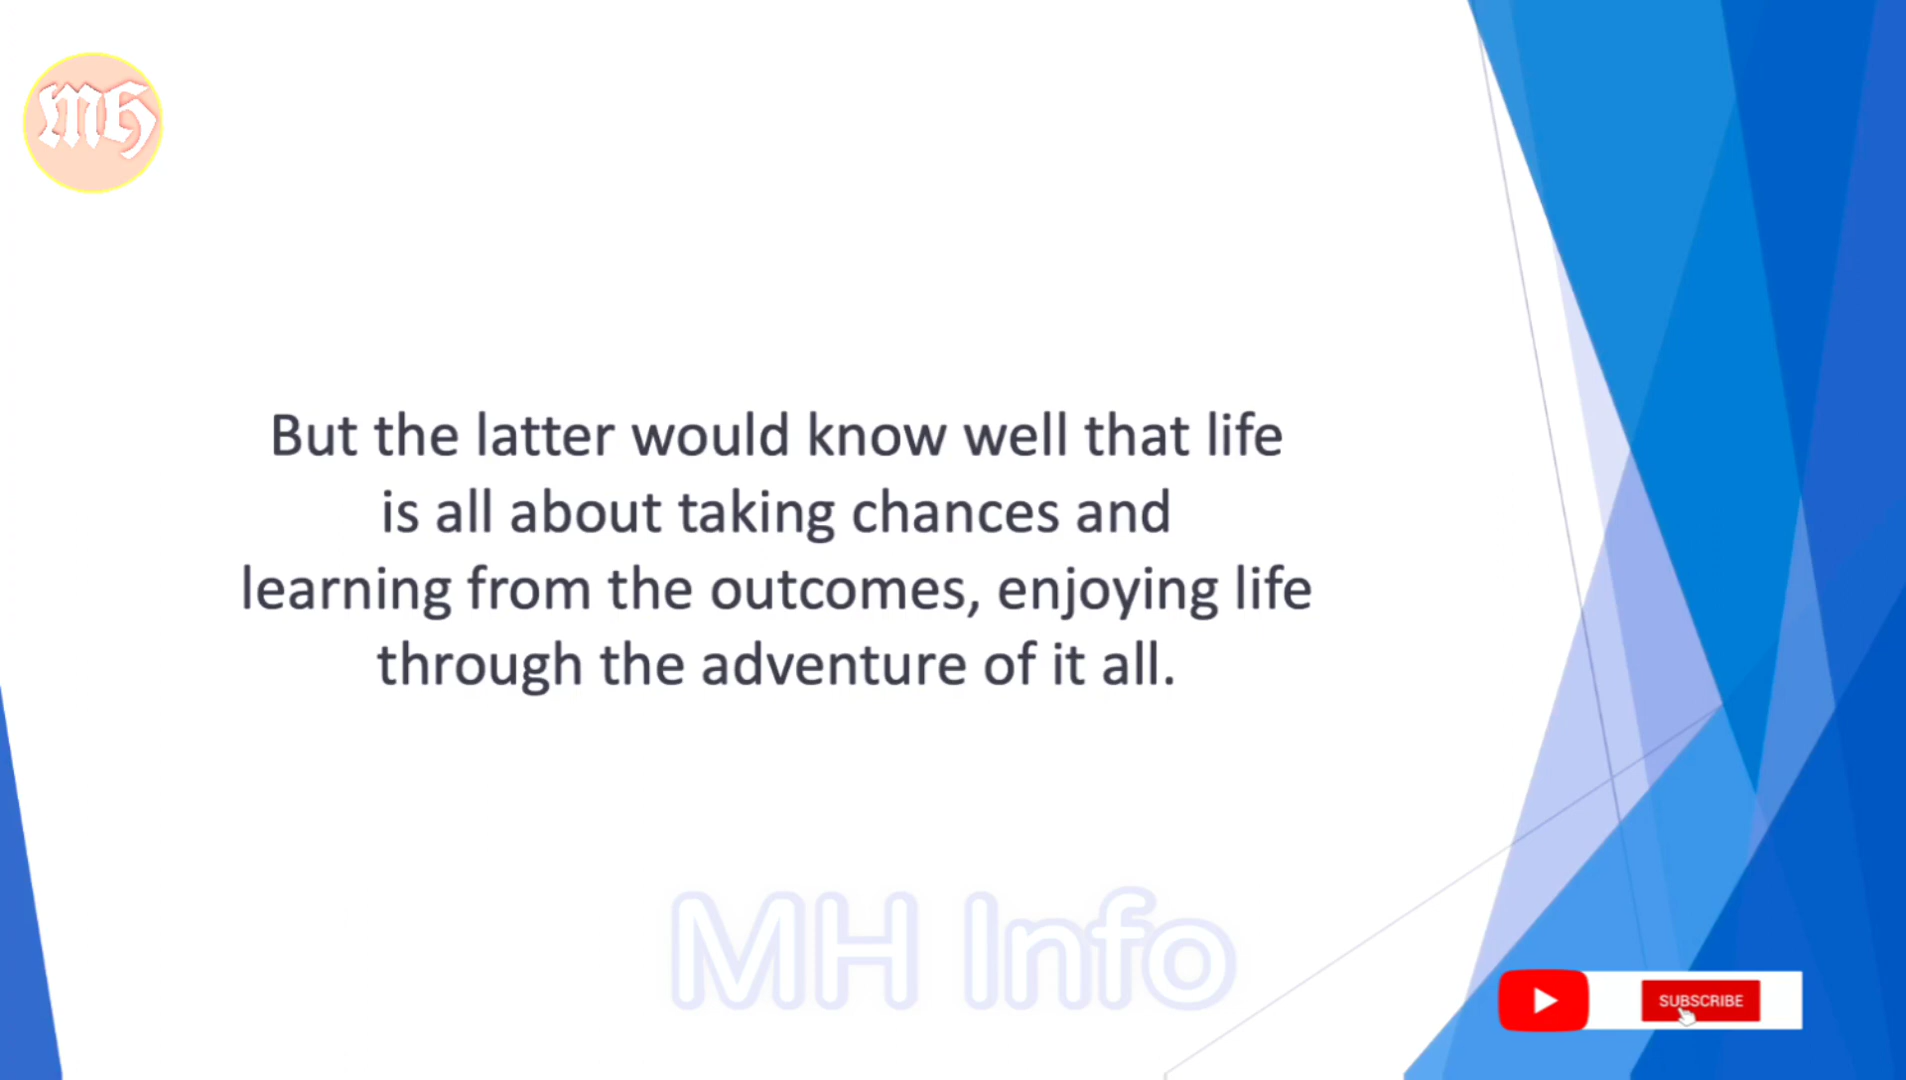 MH
But the latter would know well that life
is all about taking chances and
learning from the outcomes, enjoying life
through the adventure of it all.
MH Info
SUBSCRIBE